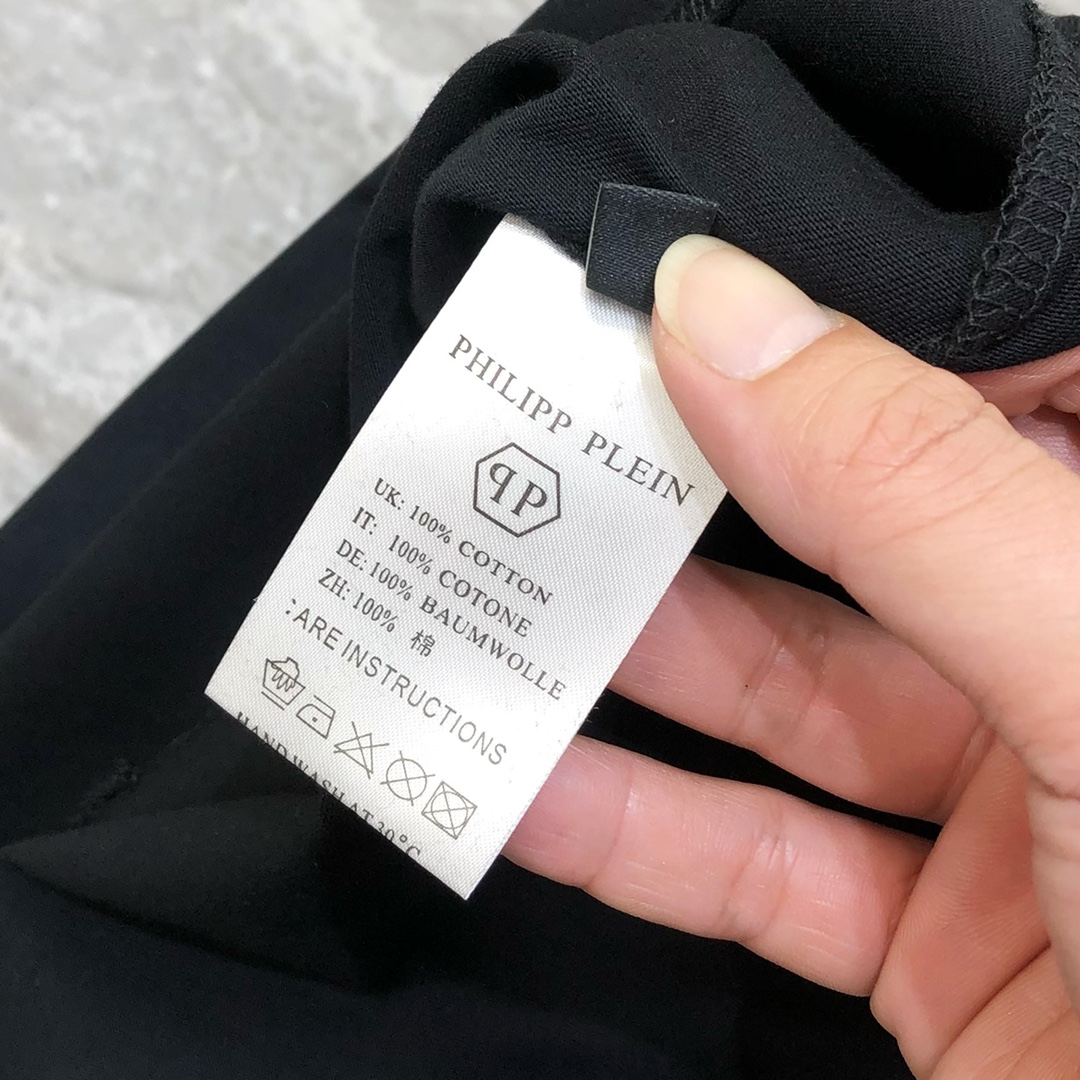 PHILIPP PLEIN
PP
UK: 100% COTTON
IT: 100% COTONE
DE: 100% BAUMWOLLE
ZH: 100% 棉
:ARE INSTRUCTIONS
HAND WASH AT 30°C